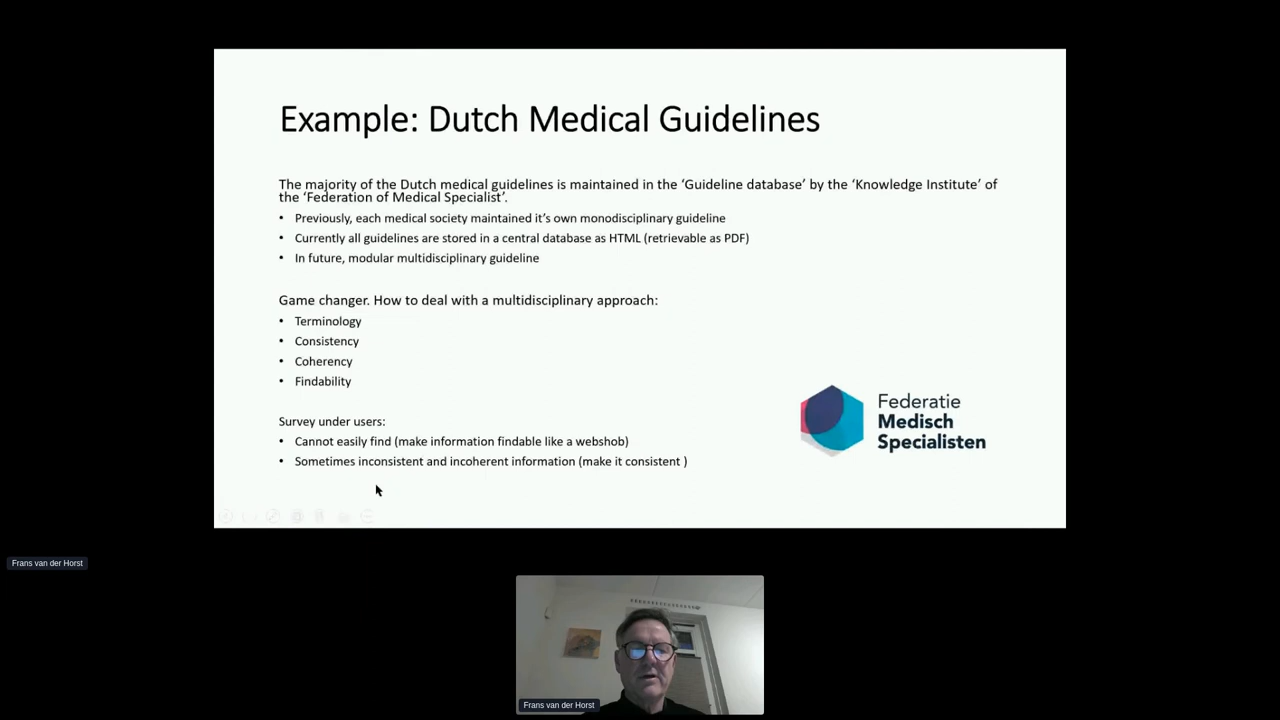 Example: Dutch Medical Guidelines
The majority of the Dutch medical guidelines is maintained in the ‘Guideline database’ by the ‘Knowledge Institute’ of
the ‘Federation of Medical Specialist’.
• Previously, each medical society maintained it’s own monodisciplinary guideline
• Currently all guidelines are stored in a central database as HTML (retrievable as PDF)
• In future, modular multidisciplinary guideline
Game changer. How to deal with a multidisciplinary approach:
• Terminology
• Consistency
• Coherency
• Findability
Survey under users:
• Cannot easily find (make information findable like a webshob)
• Sometimes inconsistent and incoherent information (make it consistent )
Federatie
Medisch
Specialisten
Frans van der Horst
Frans van der Horst